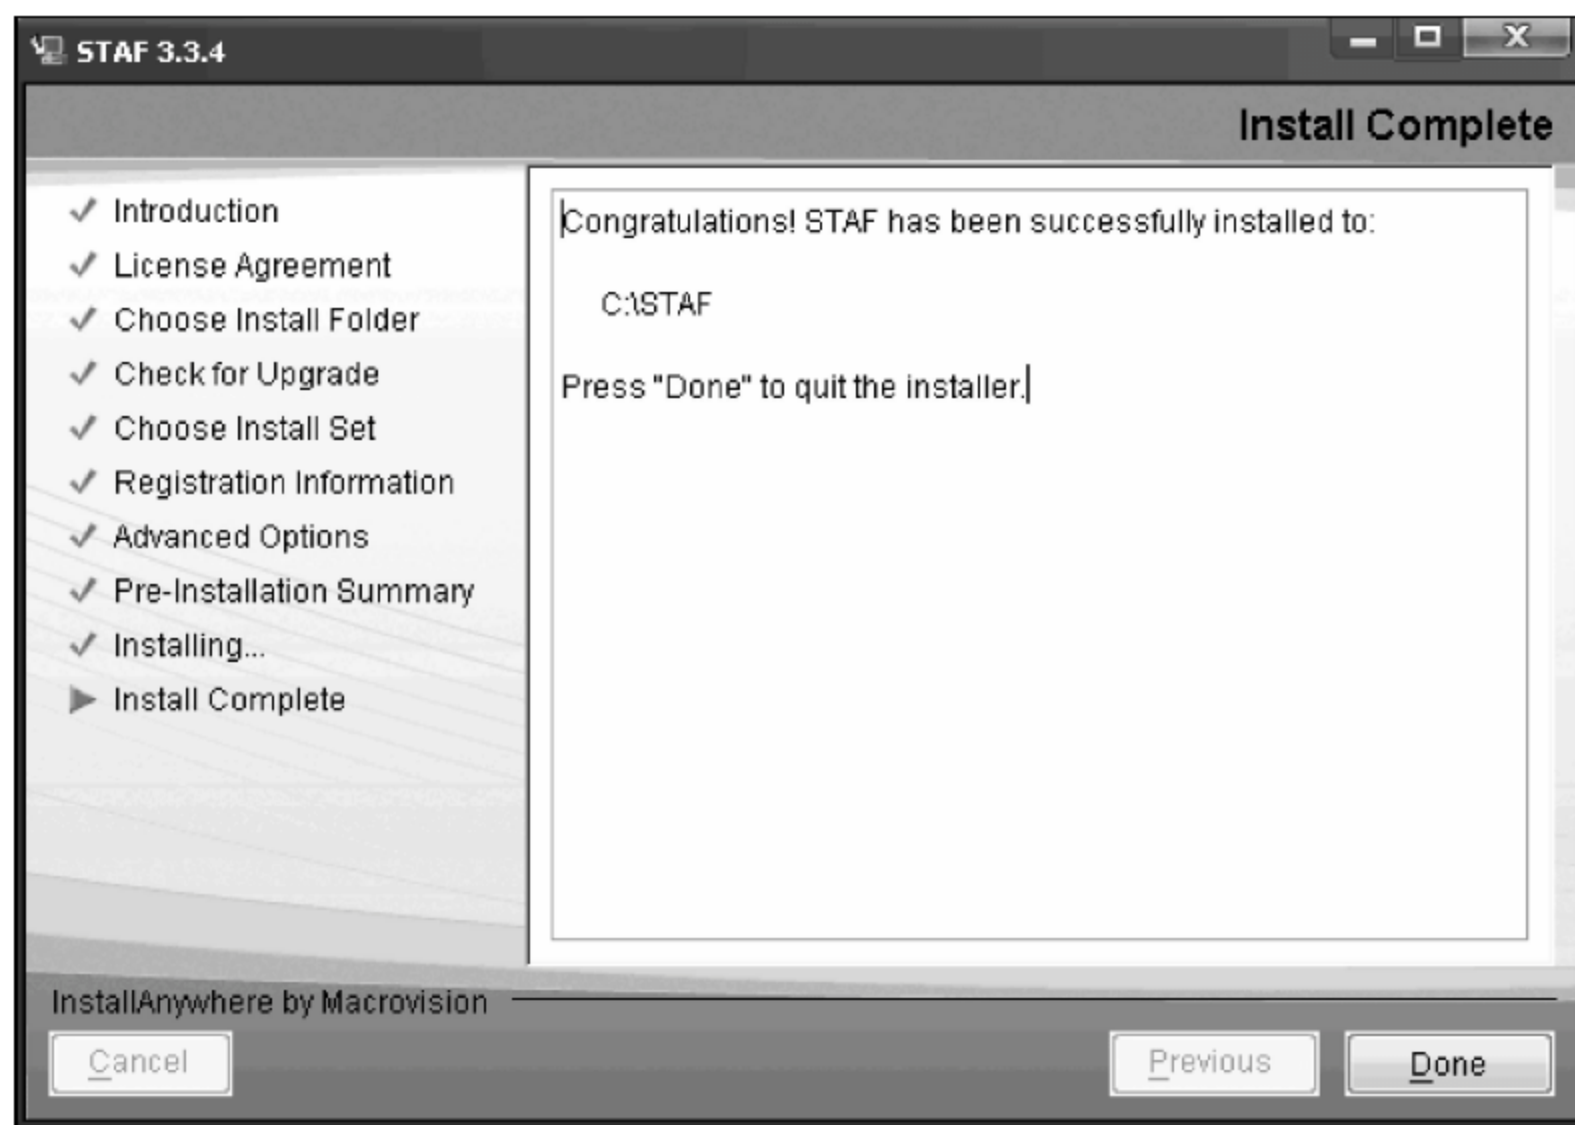 STAF 3.3.4
Install Complete
Introduction
License Agreement
Choose Install Folder
Check for Upgrade
Choose Install Set
Registration Information
Advanced Options
Pre-Installation Summary
Installing...
Install Complete
Congratulations! STAF has been successfully installed to:
C:\STAF
Press "Done" to quit the installer.
InstallAnywhere by Macrovision
Cancel
Previous
Done